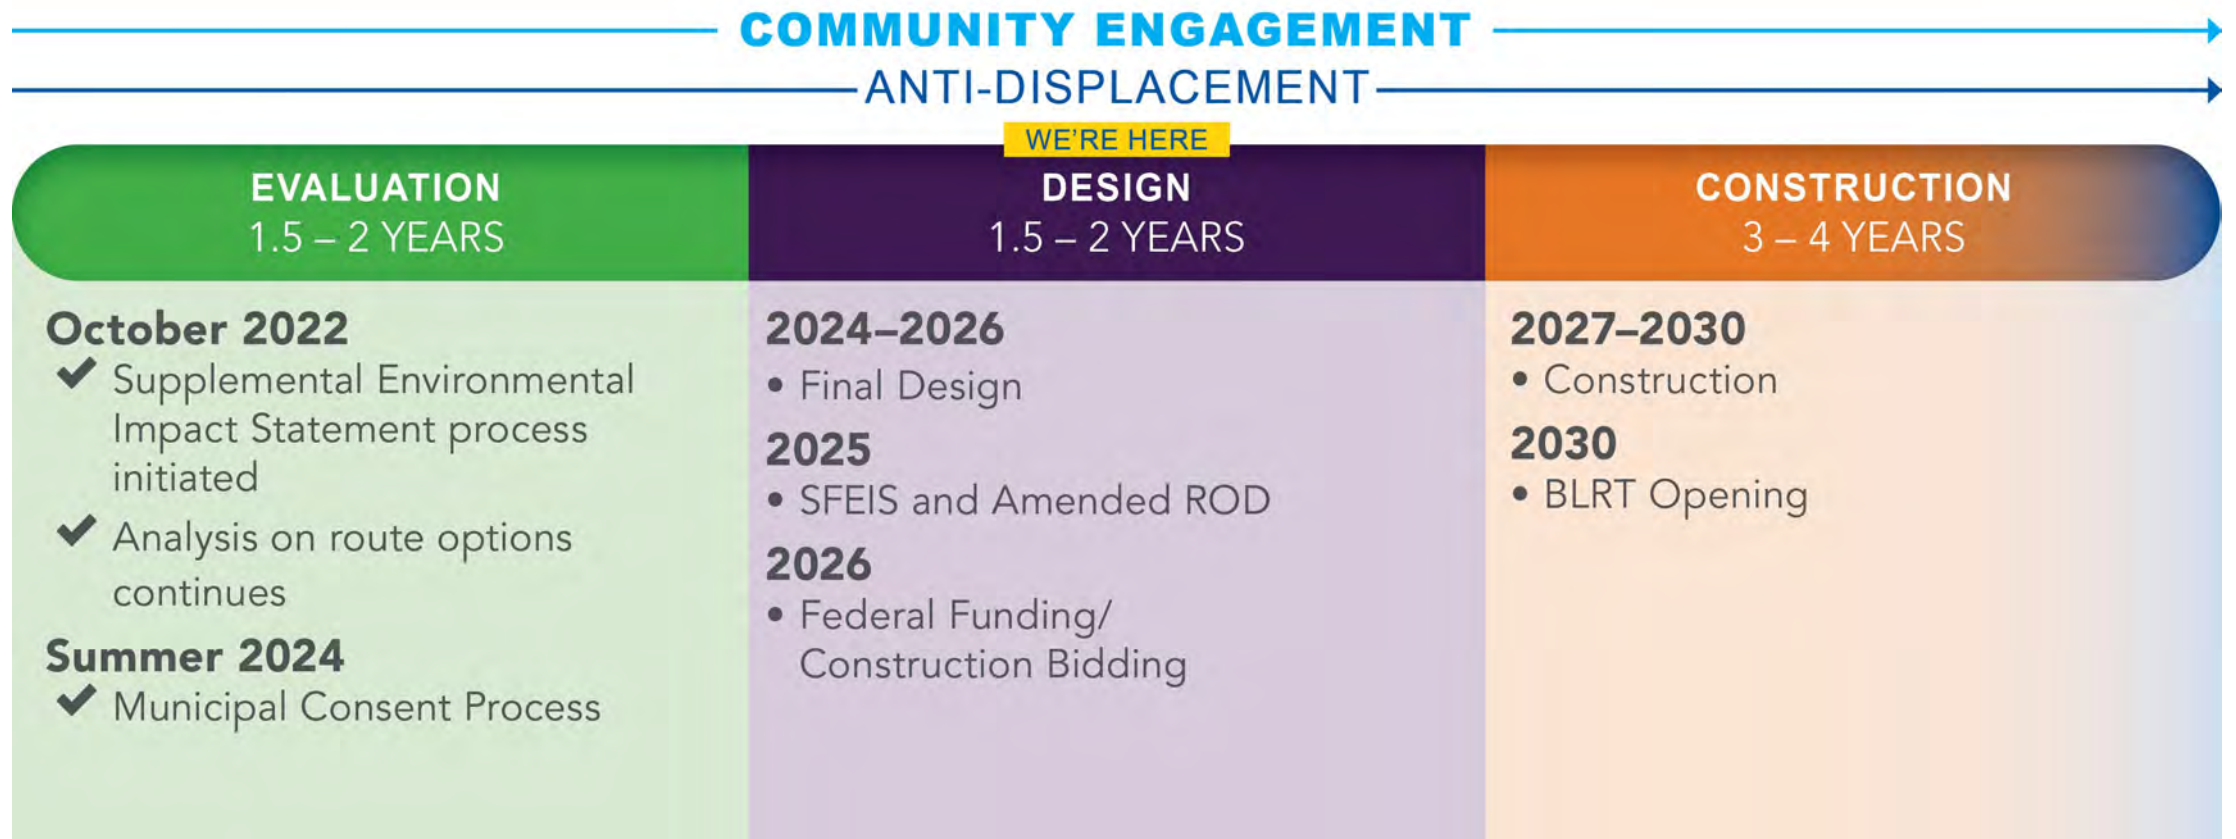 COMMUNITY ENGAGEMENT
ANTI-DISPLACEMENT
WE'RE HERE
EVALUATION
1.5 – 2 YEARS
October 2022
Supplemental Environmental
Impact Statement process
initiated
Analysis on route options
continues
Summer 2024
Municipal Consent Process
DESIGN
1.5 – 2 YEARS
2024–2026
• Final Design
2025
• SFEIS and Amended ROD
2026
• Federal Funding/
Construction Bidding
CONSTRUCTION
3 – 4 YEARS
2027–2030
• Construction
2030
• BLRT Opening